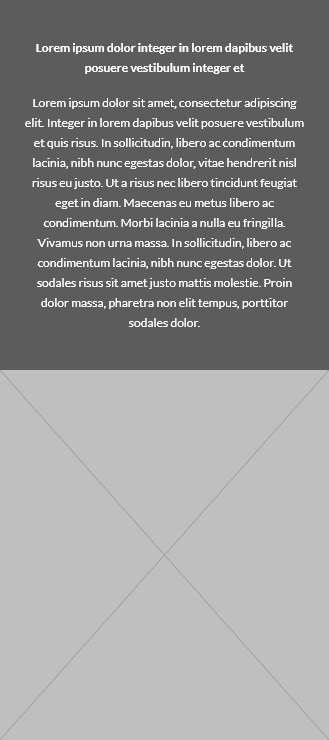 Lorem ipsum dolor integer in lorem dapibus velit
posuere vestibulum integer et
Lorem ipsum dolor sit amet, consectetur adipiscing
elit. Integer in lorem dapibus velit posuere vestibulum
et quis risus. In sollicitudin, libero ac condimentum
lacinia, nibh nunc egestas dolor, vitae hendrerit nisl
risus eu justo. Ut a risus nec libero tincidunt feugiat
eget in diam. Maecenas eu metus libero ac
condimentum. Morbi lacinia a nulla eu fringilla.
Vivamus non urna massa. In sollicitudin, libero ac
condimentum lacinia, nibh nunc egestas dolor. Ut
sodales risus sit amet justo mattis molestie. Proin
dolor massa, pharetra non elit tempus, porttitor
sodales dolor.